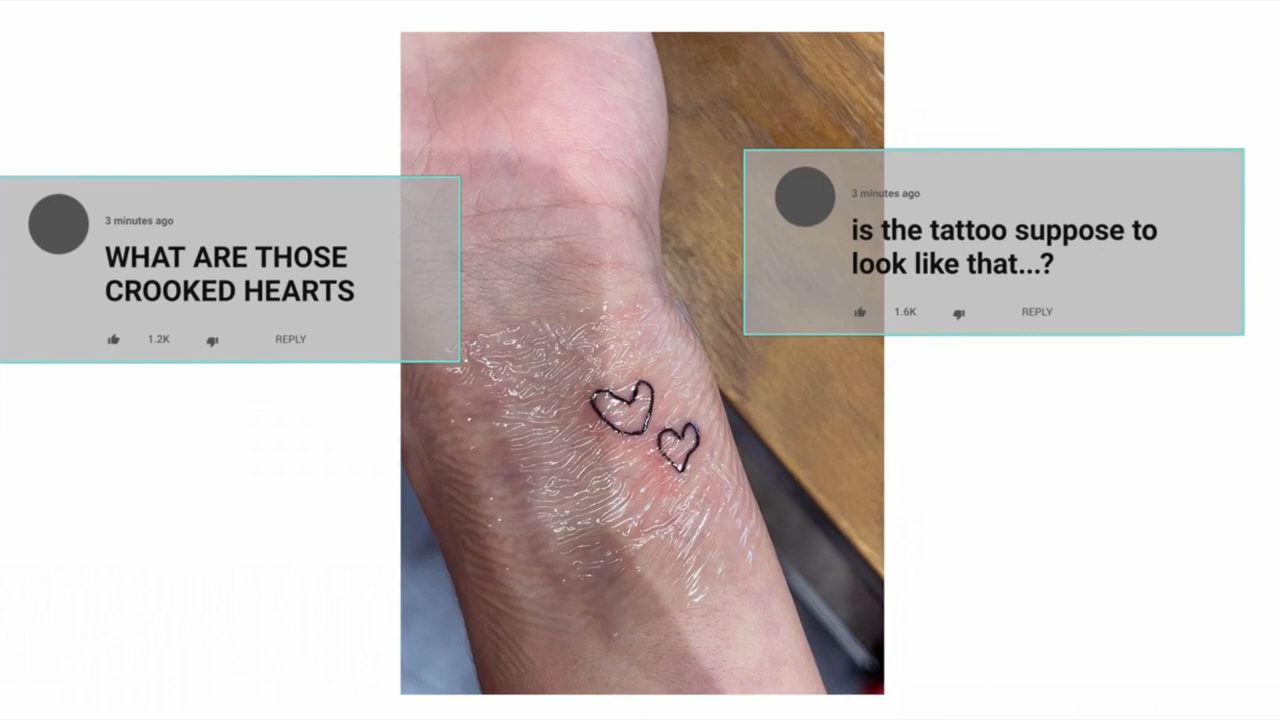 3 minutes ago
WHAT ARE THOSE
CROOKED HEARTS
1.2K REPLY
3 minutes ago
is the tattoo suppose to
look like that...?
1.6K REPLY